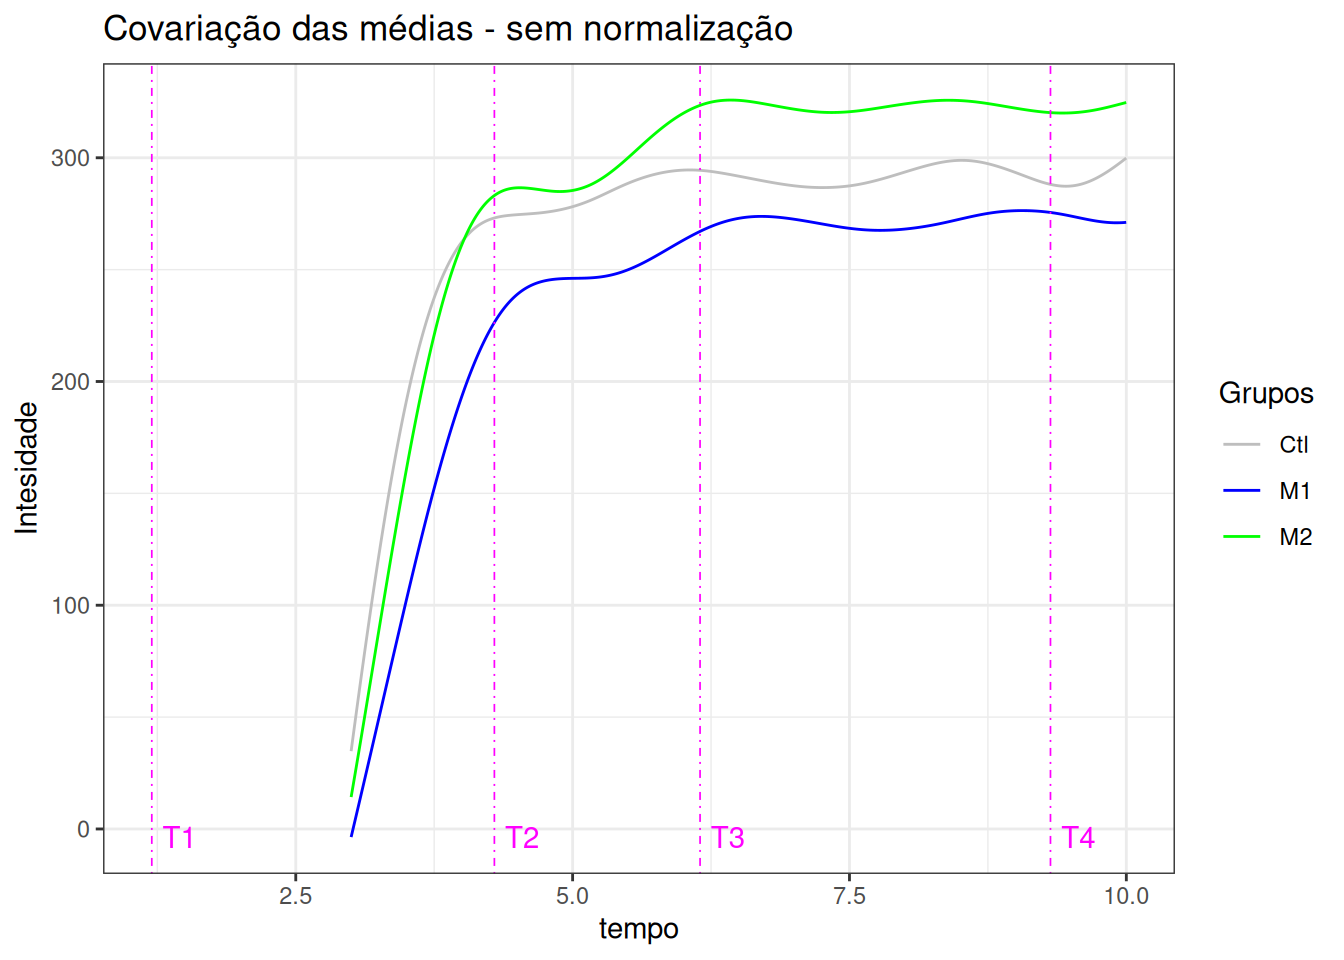 Covariação das médias - sem normalização
Intesidade
300
200
100
0
T1
T2
T3
T4
2.5
5.0
7.5
10.0
tempo
Grupos
Ctl
M1
M2